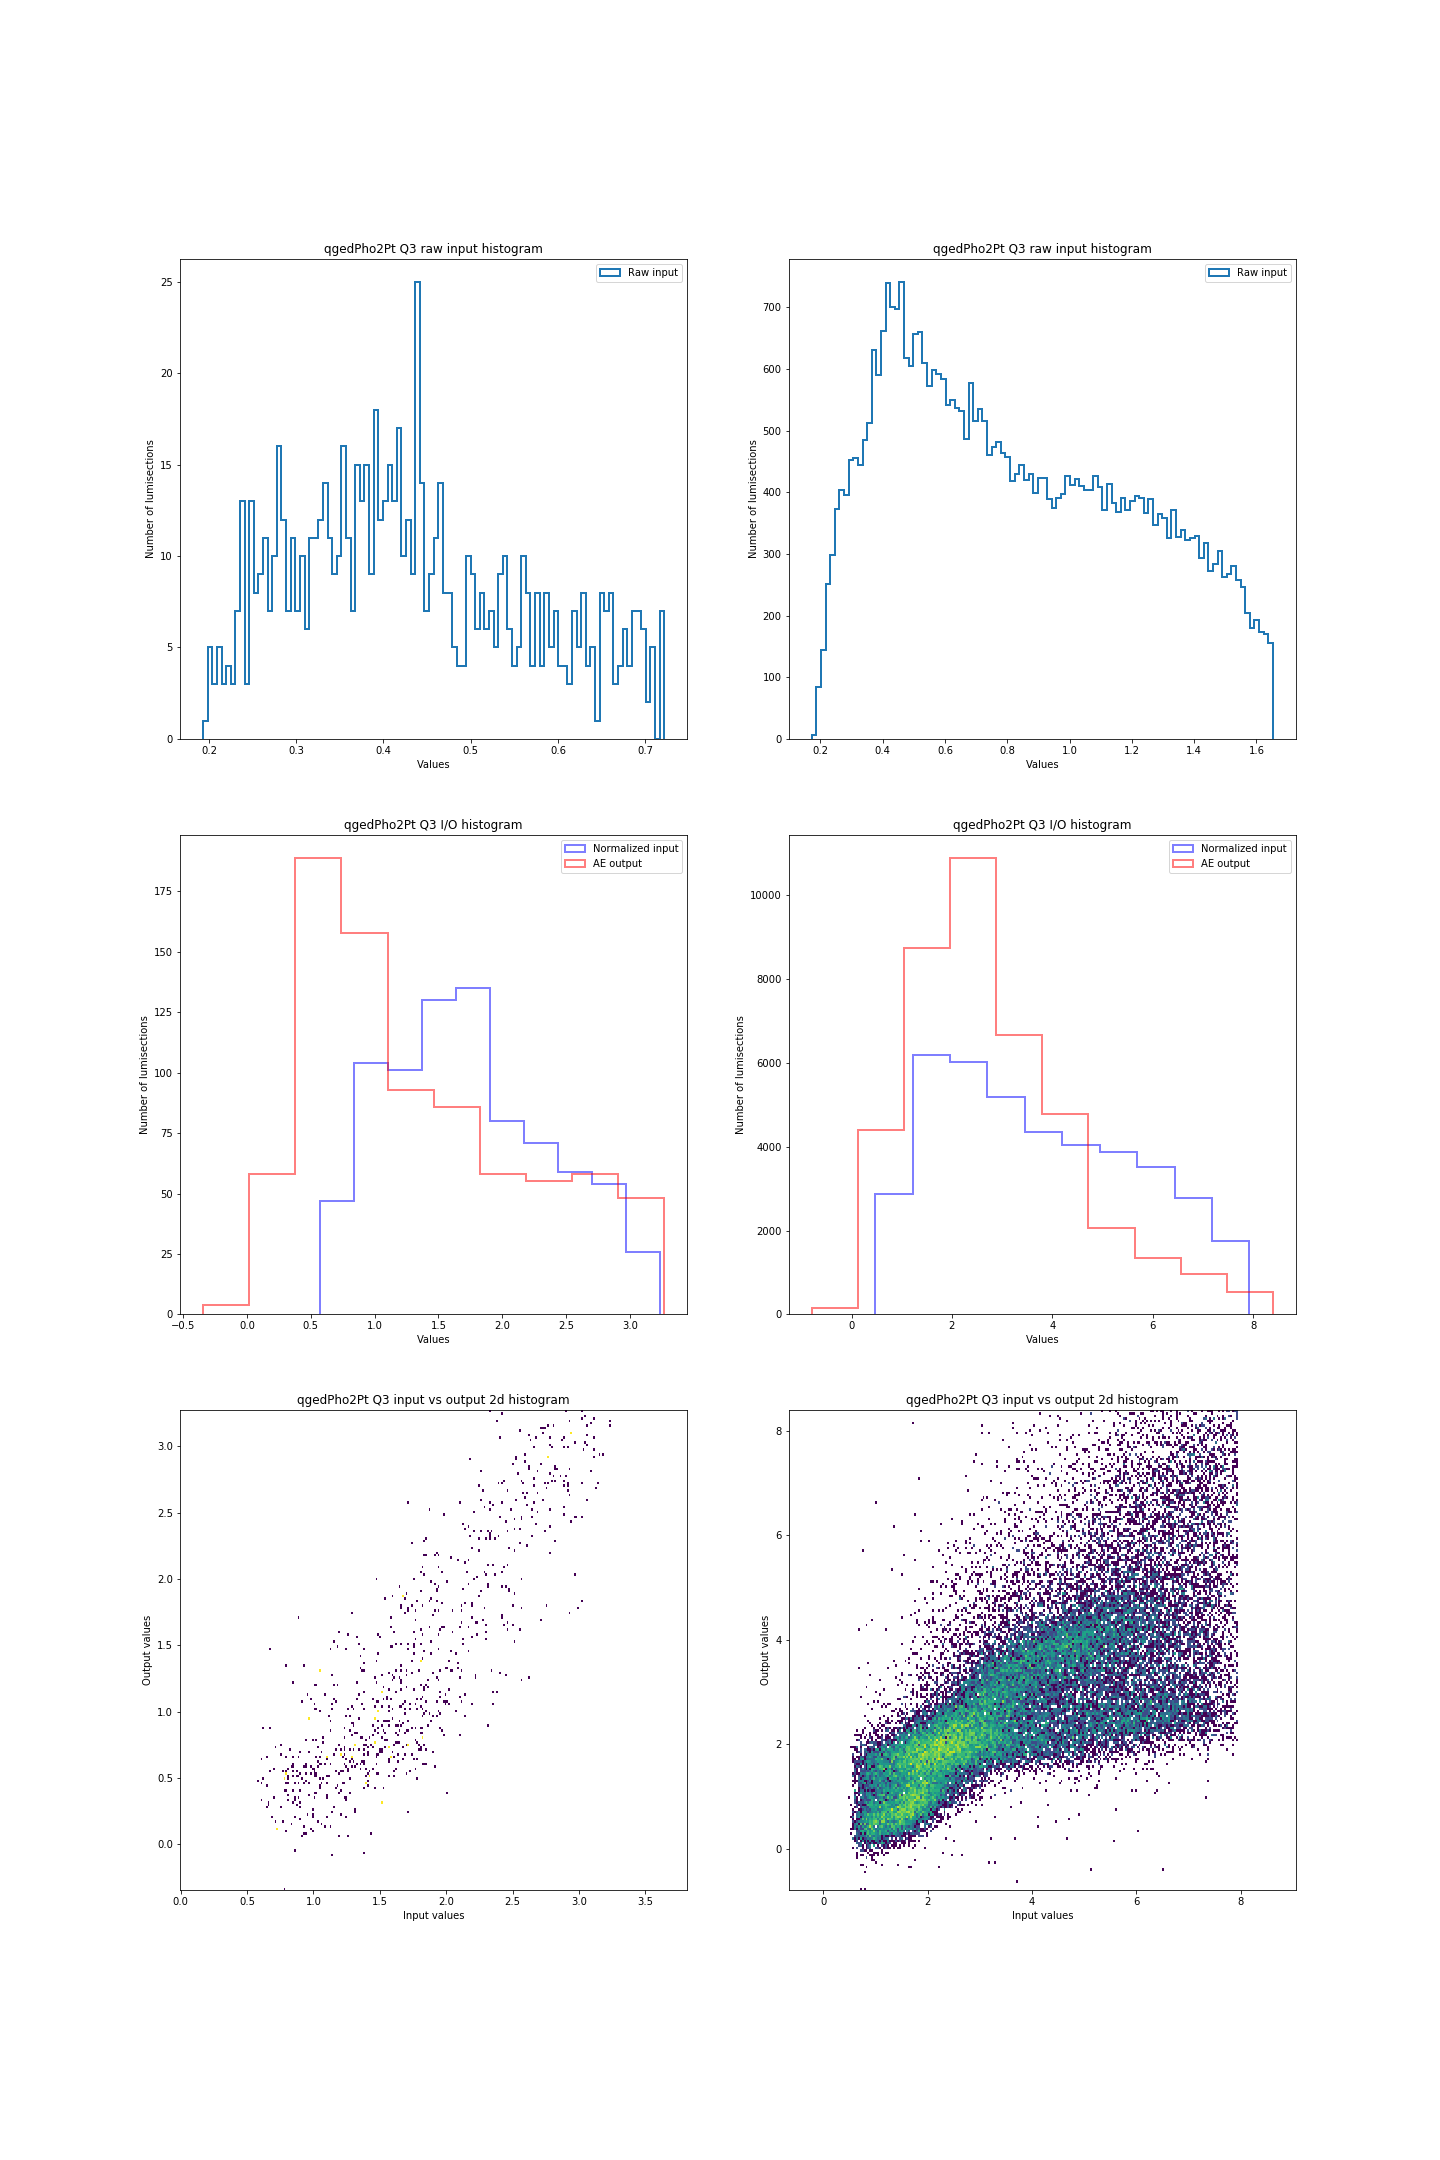 qgedPho2Pt Q3 raw input histogram
Raw input
25
20
15
10
5
0
Number of lumisections
0.2 0.3 0.4 0.5 0.6 0.7
Values
qgedPho2Pt Q3 raw input histogram
Raw input
700
600
500
400
300
200
100
0
Number of lumisections
0.2 0.4 0.6 0.8 1.0 1.2 1.4 1.6
Values
qgedPho2Pt Q3 I/O histogram
Normalized input
AE output
175
150
125
100
75
50
25
0
Number of lumisections
−0.5 0.0 0.5 1.0 1.5 2.0 2.5 3.0
Values
qgedPho2Pt Q3 I/O histogram
Normalized input
AE output
10000
8000
6000
4000
2000
0
Number of lumisections
0 2 4 6 8
Values
qgedPho2Pt Q3 input vs output 2d histogram
3.0
2.5
2.0
1.5
1.0
0.5
0.0
Output values
0.0 0.5 1.0 1.5 2.0 2.5 3.0 3.5
Input values
qgedPho2Pt Q3 input vs output 2d histogram
8
6
4
2
0
Output values
0 2 4 6 8
Input values